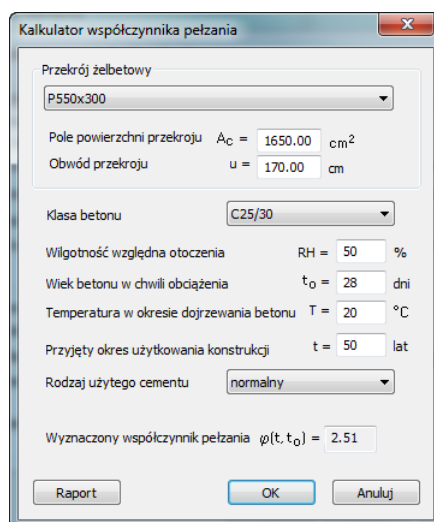 Kalkulator współczynnika pełzania
Przekrój żelbetowy
P550x300
Pole powierzchni przekroju Ac = 1650.00 cm²
Obwód przekroju u = 170.00 cm
Klasa betonu C25/30
Wilgotność względna otoczenia RH = 50 %
Wiek betonu w chwili obciążenia to = 28 dni
Temperatura w okresie dojrzewania betonu T = 20 °C
Przyjęty okres użytkowania konstrukcji t = 50 lat
Rodzaj użytego cementu normalny
Wyznaczony współczynnik pełzania φ(t,to) = 2.51
Raport OK Anuluj